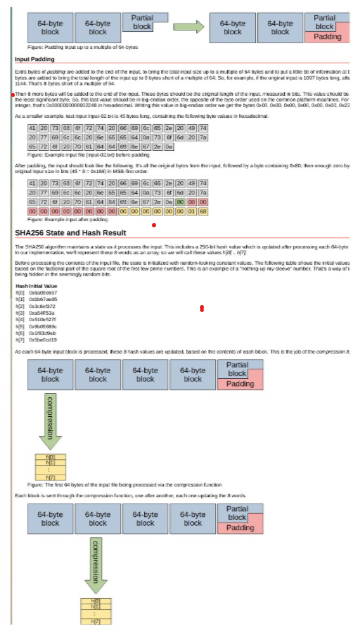 64-byte block
64-byte block
Partial block
64-byte block
64-byte block
Partial block
Padding
Figure: Padding input up to a multiple of 64-bytes
Input Padding
Extra bytes of padding are added to the end of the input, to bring the total input size up to a multiple of 64 bytes and to put a little bit of information at
bytes are added to bring the total length of the input up to 8 bytes short of a multiple of 64. So, for example, if the original input is 1097 bytes long,
1144. That's 8 bytes short of a multiple of 64.
Then 8 more bytes will be added to the end of the input. These bytes should be the original length of the input, measured in bits. This value should be
the least significant byte. So, this last value should be in big-endian order, the opposite of the byte order used on the common platform machines. For
integer, that's
in hexadecimal. Writing this value in big-endian order we get the bytes 0x00, 0x00, 0x00, 0x00, 0x00, 0x00,
As a smaller example, test input input-02.txt is 45 bytes long, containing the following bytes values in hexadecimal.
41 20 73 68 6f 72 74 20 66 69 6c 65 2e 20 49 74
20 77 69 6c 6c 20 6e 65 65 64 0a 73 6f 6d 20 7a
65 72 6f 20 70 61 64 64 69 6e 67 2e 0a
Figure: Example input file (input-02.txt) before padding
After padding, the input should look like the following. It's all the original bytes from the input, followed by a byte containing 0x80, then enough zero
original input size in bits (45 * 8 = 0x168) in MSB-first order.
41 20 73 68 6f 72 74 20 66 69 6c 65 2e 20 49 74
20 77 69 6c 6c 20 6e 65 65 64 0a 73 6f 6d 20 7a
65 72 6f 20 70 61 64 64 69 6e 67 2e 0a 80 00 00
00 00 00 00 00 00 00 00 00 00 00 00 00 00 01 68
Figure: Example input after padding
SHA256 State and Hash Result
The SHA256 algorithm maintains a state as it processes the input. This includes a 256-bit hash value which is updated after processing each 64-byte
In our implementation, we'll represent these 8 words as an array, so we will call these values h[0] .. h[7].
Before processing the contents of the input file, the state is initialized with random-looking constant values. The following table shows the initial values
based on the factional part of the square root of the first few prime numbers. This is an example of a "nothing-up-my-sleeve" number. That's a way of
being hidden in the seemingly random bits.
Hash Initial Value
h[0] 0x6a09e667
h[1] 0xbb67ae85
h[2] 0x3c6ef372
h[3] 0xa54ff53a
h[4] 0x510e527f
h[5] 0x9b05688c
h[6] 0x1f83d9ab
h[7] 0x5be0cd19
As each 64-byte input block is processed, these 8 hash values are updated, based on the contents of each block. This is the job of the compression
64-byte block
64-byte block
64-byte block
64-byte block
Partial block
Padding
compression
h[0]
h[1]
:
h[7]
Figure: The first 64 bytes of the input file being processed via the compression function
Each block is sent through the compression function, one after another, each one updating the 8 words.
64-byte block
64-byte block
64-byte block
64-byte block
Partial block
Padding
compression
h[0]
h[1]
:
h[7]